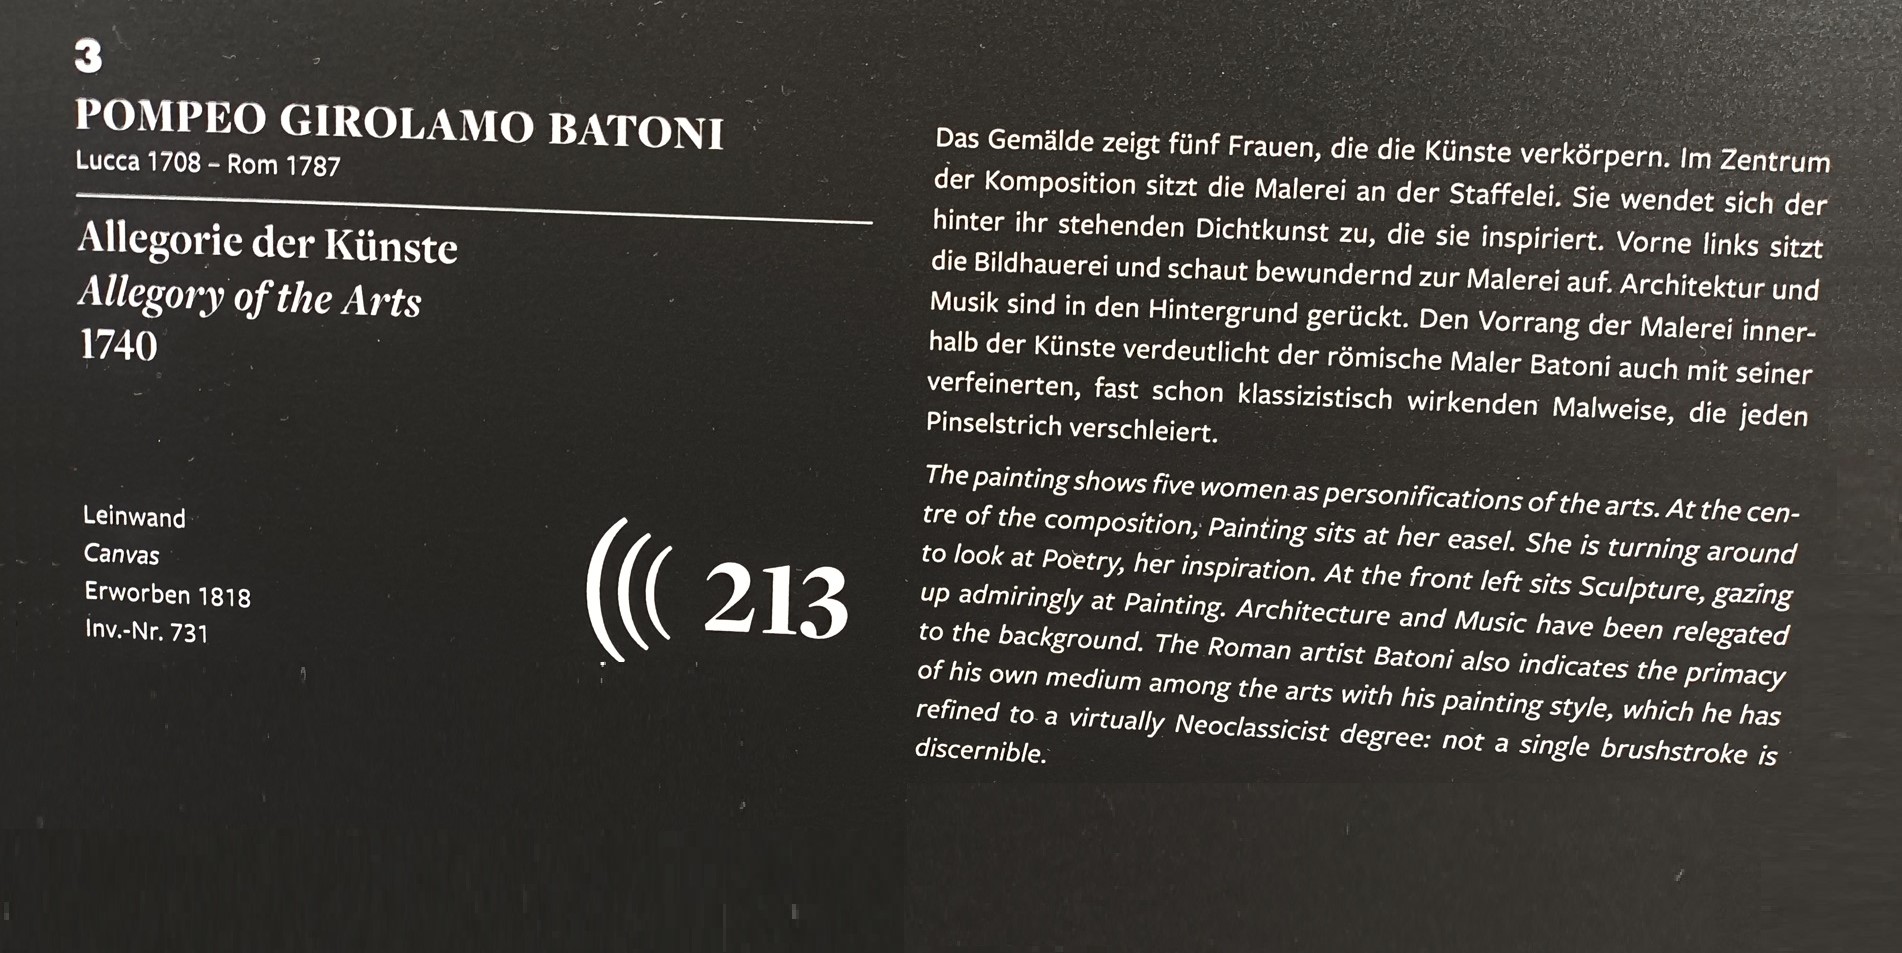 3
POMPEO GIROLAMO BATONI
Lucca 1708 – Rom 1787
Allegorie der Künste
Allegory of the Arts
1740
Leinwand
Canvas
Erworben 1818
Inv.-Nr. 731
213
Das Gemälde zeigt fünf Frauen, die die Künste verkörpern. Im Zentrum
der Komposition sitzt die Malerei an der Staffelei. Sie wendet sich der
hinter ihr stehenden Dichtkunst zu, die sie inspiriert. Vorne links sitzt
die Bildhauerei und schaut bewundernd zur Malerei auf. Architektur und
Musik sind in den Hintergrund gerückt. Den Vorrang der Malerei inner-
halb der Künste verdeutlicht der römische Maler Batoni auch mit seiner
verfeinerten, fast schon klassizistisch wirkenden Malweise, die jeden
Pinselstrich verschleiert.
The painting shows five women as personifications of the arts. At the cen-
tre of the composition, Painting sits at her easel. She is turning around
to look at Poetry, her inspiration. At the front left sits Sculpture, gazing
up admiringly at Painting. Architecture and Music have been relegated
to the background. The Roman artist Batoni also indicates the primacy
of his own medium among the arts with his painting style, which he has
refined to a virtually Neoclassicist degree: not a single brushstroke is
discernible.